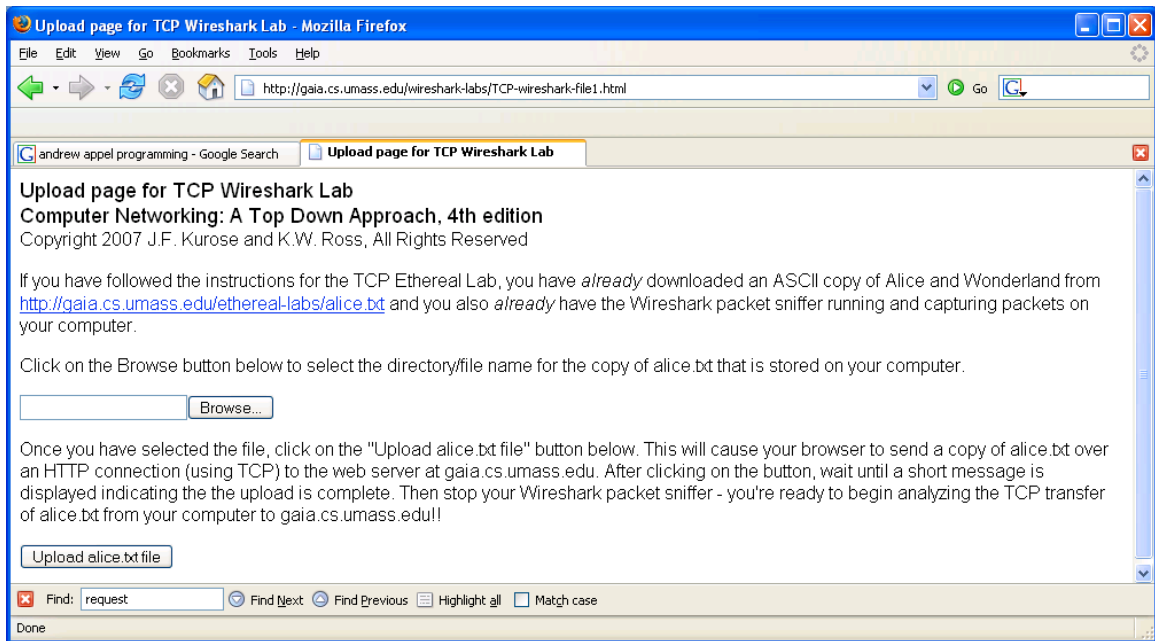 Upload page for TCP Wireshark Lab - Mozilla Firefox
File Edit View Go Bookmarks Tools Help
http://gaia.cs.umass.edu/wireshark-labs/TCP-wireshark-file1.html Go G
G andrew appel programming - Google Search Upload page for TCP Wireshark Lab
Upload page for TCP Wireshark Lab
Computer Networking: A Top Down Approach, 4th edition
Copyright 2007 J.F. Kurose and K.W. Ross, All Rights Reserved
If you have followed the instructions for the TCP Ethereal Lab, you have already downloaded an ASCII copy of Alice and Wonderland from
http://gaia.cs.umass.edu/ethereal-labs/alice.txt and you also already have the Wireshark packet sniffer running and capturing packets on
your computer.
Click on the Browse button below to select the directory/file name for the copy of alice.txt that is stored on your computer.
Browse...
Once you have selected the file, click on the "Upload alice.txt file" button below. This will cause your browser to send a copy of alice.txt over
an HTTP connection (using TCP) to the web server at gaia.cs.umass.edu. After clicking on the button, wait until a short message is
displayed indicating the the upload is complete. Then stop your Wireshark packet sniffer - you're ready to begin analyzing the TCP transfer
of alice.txt from your computer to gaia.cs.umass.edu!!
Upload alice.txt file
Find: request Find Next Find Previous Highlight all Match case
Done